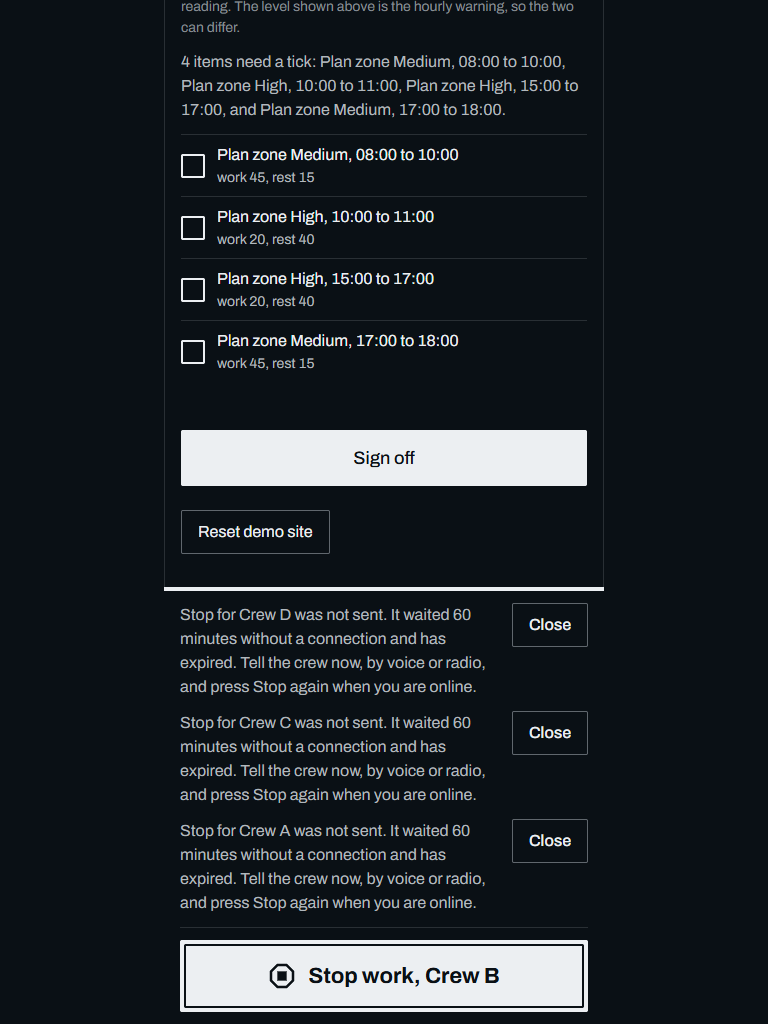 reading. The level shown above is the hourly warning, so the two
can differ.
4 items need a tick: Plan zone Medium, 08:00 to 10:00,
Plan zone High, 10:00 to 11:00, Plan zone High, 15:00 to
17:00, and Plan zone Medium, 17:00 to 18:00.
Plan zone Medium, 08:00 to 10:00
work 45, rest 15
Plan zone High, 10:00 to 11:00
work 20, rest 40
Plan zone High, 15:00 to 17:00
work 20, rest 40
Plan zone Medium, 17:00 to 18:00
work 45, rest 15
Sign off
Reset demo site
Stop for Crew D was not sent. It waited 60
minutes without a connection and has
expired. Tell the crew now, by voice or radio,
and press Stop again when you are online.
Close
Stop for Crew C was not sent. It waited 60
minutes without a connection and has
expired. Tell the crew now, by voice or radio,
and press Stop again when you are online.
Close
Stop for Crew A was not sent. It waited 60
minutes without a connection and has
expired. Tell the crew now, by voice or radio,
and press Stop again when you are online.
Close
Stop work, Crew B